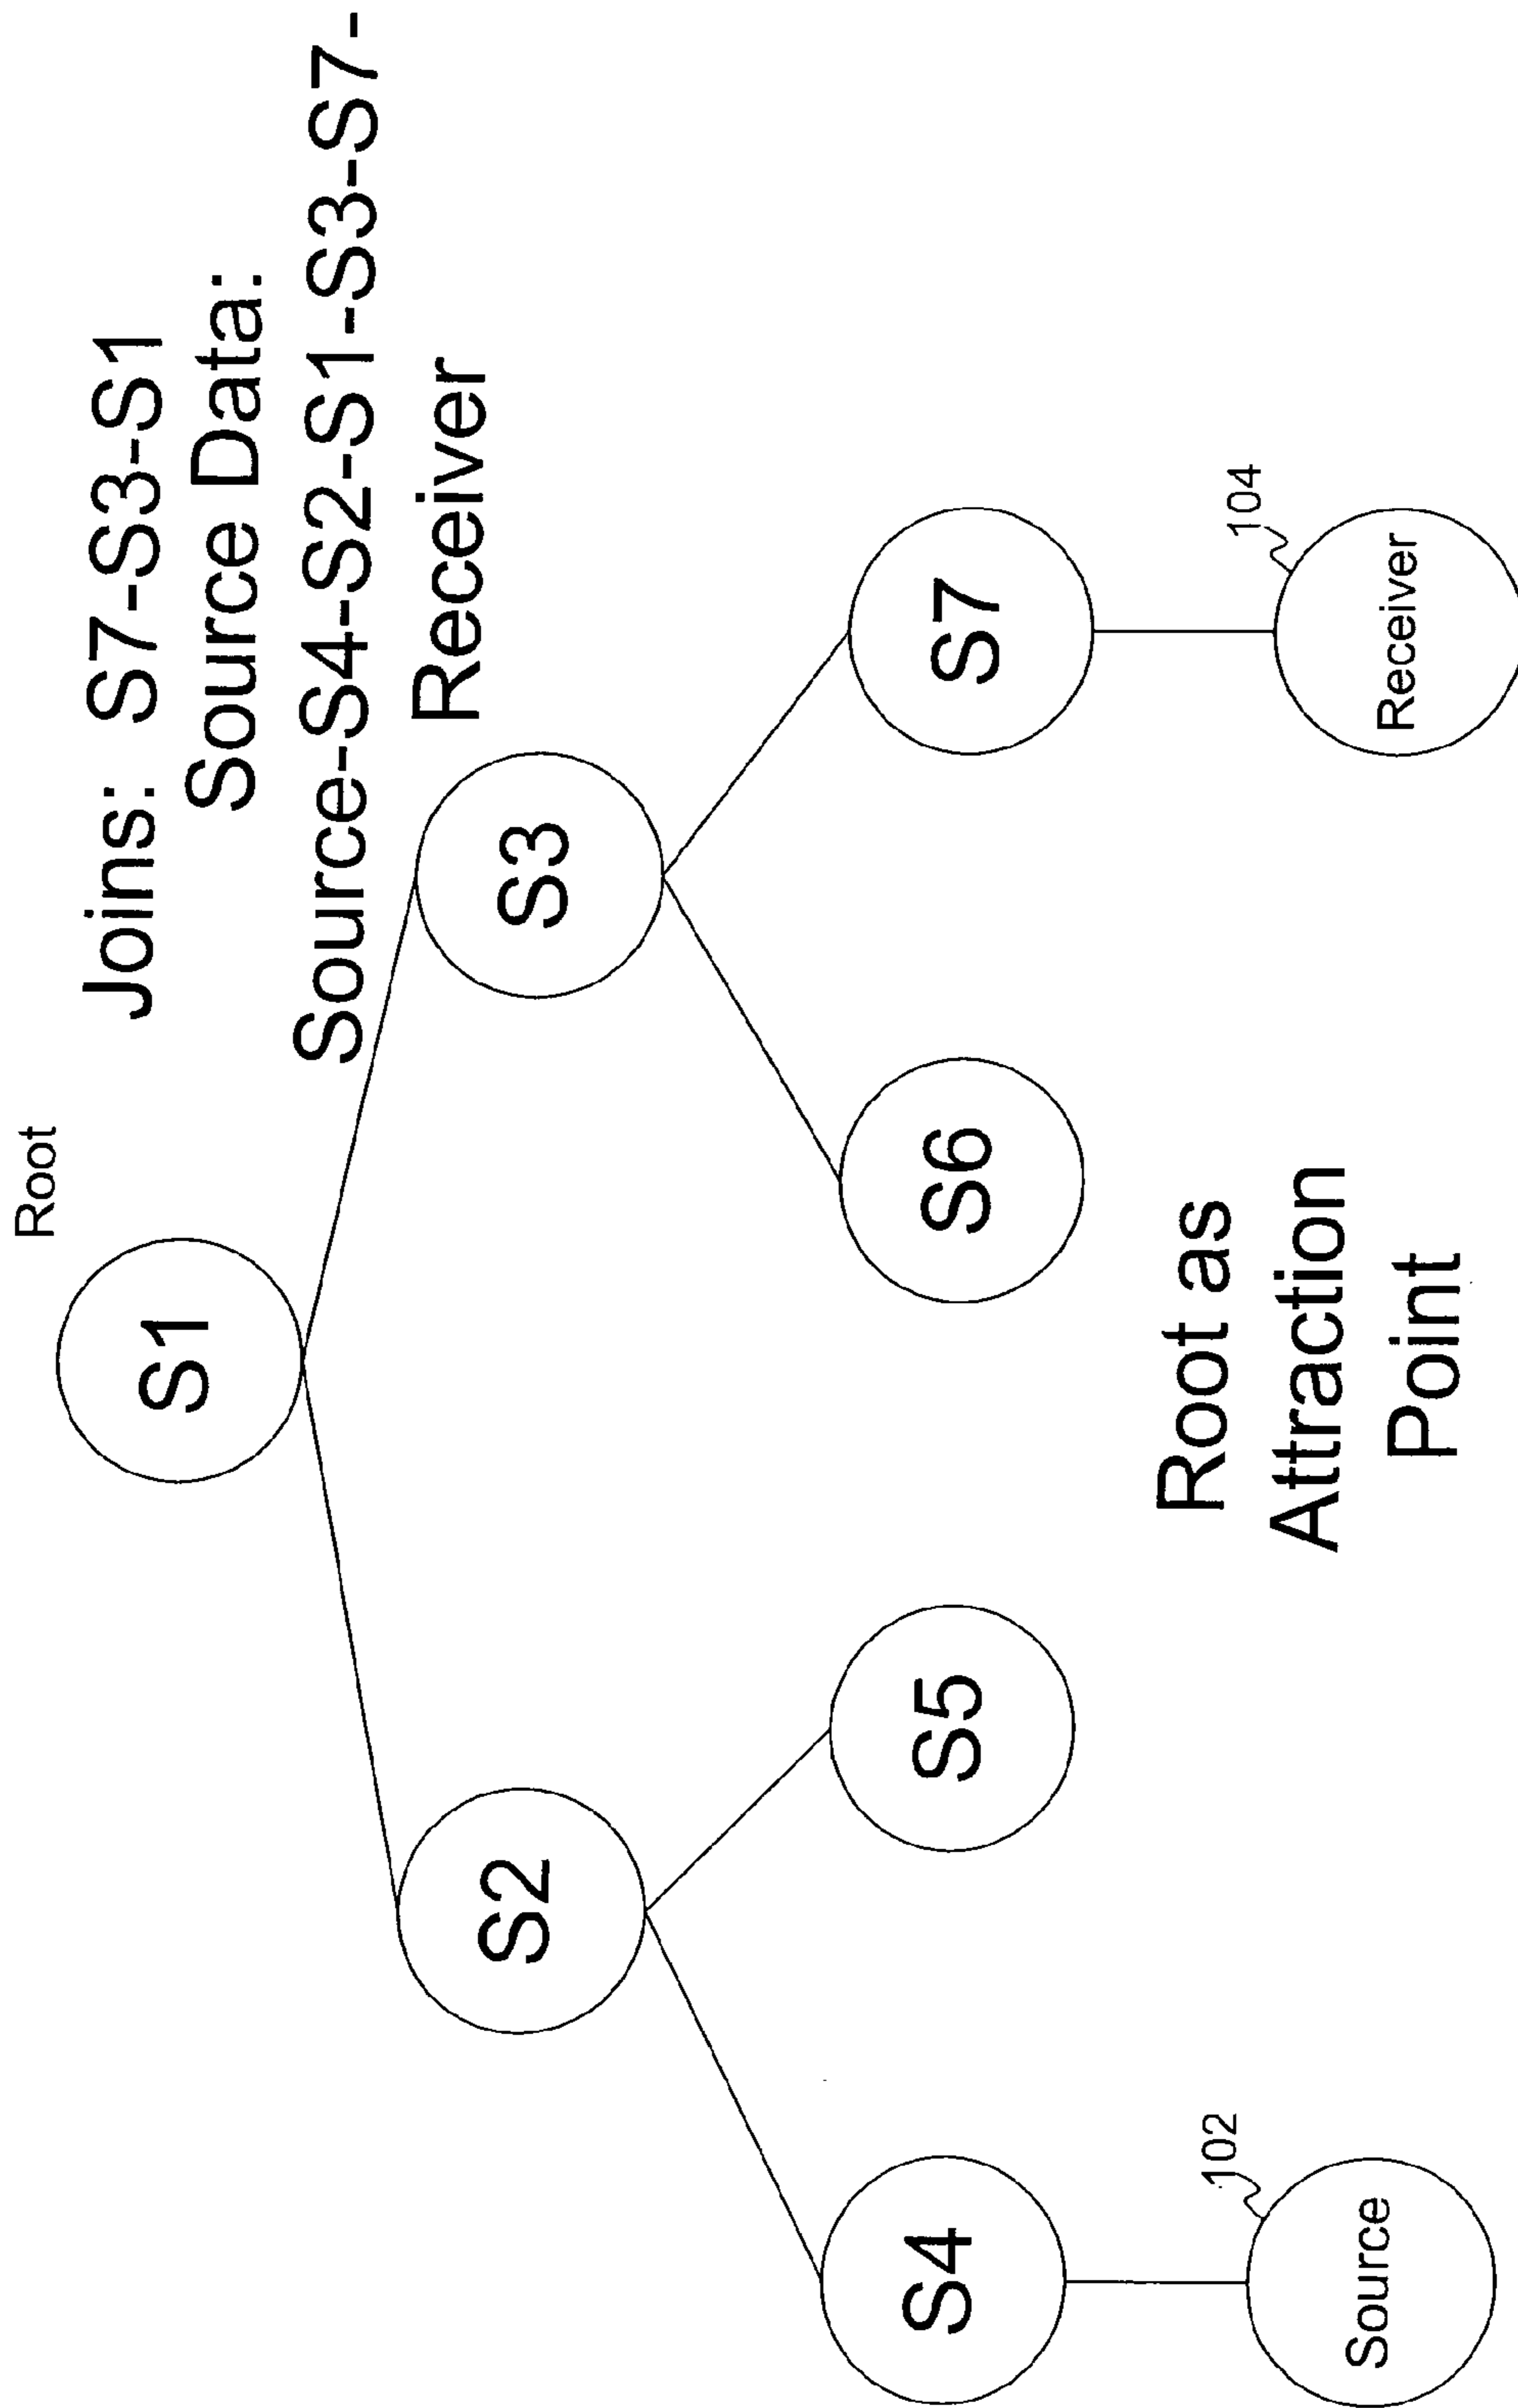 Root
S1
Joins: S7-S3-S1
Source Data:
Source-S4-S2-S1-S3-S7-
Receiver
S2
S3
S4
S5
S6
S7
102
Source
Root as
Attraction
Point
104
Receiver